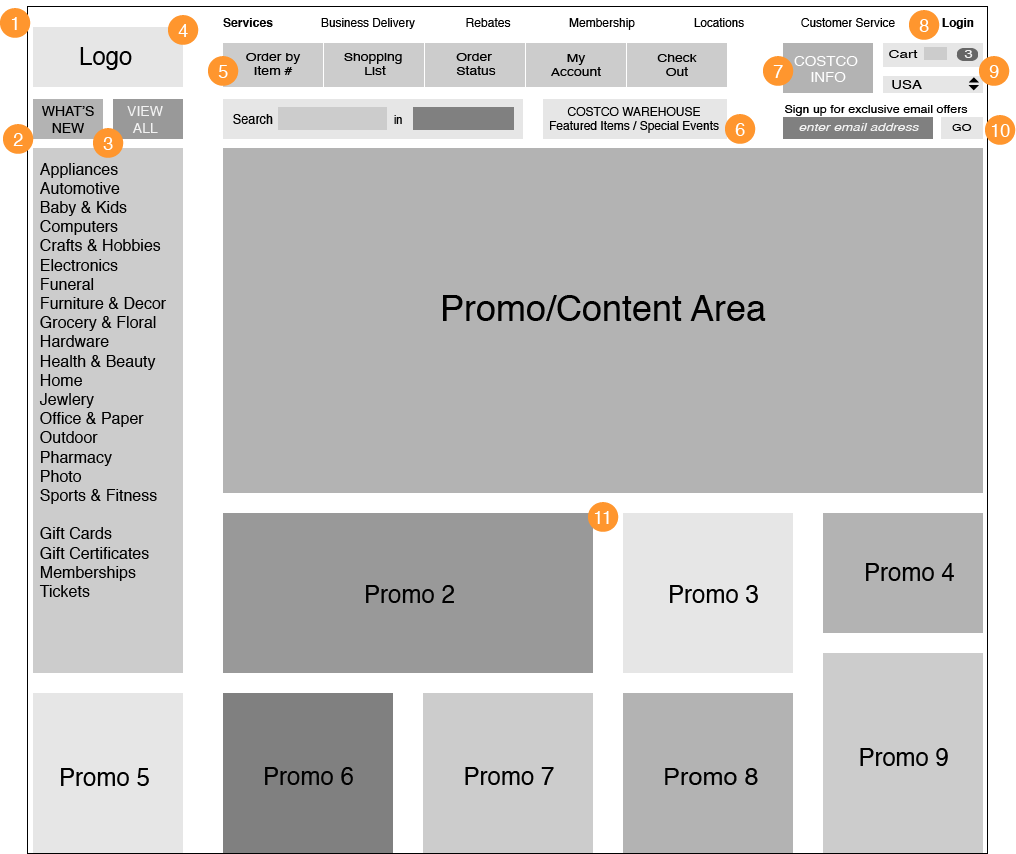 1
Services
Business Delivery
Rebates
Membership
Locations
Customer Service
8
Login
4
Logo
5
Order by
Item #
Shopping
List
Order
Status
My
Account
Check
Out
7
COSTCO
INFO
Cart
3
9
USA
2
WHAT'S
NEW
3
VIEW
ALL
Search
in
COSTCO WAREHOUSE
Featured Items / Special Events
6
Sign up for exclusive email offers
enter email address
GO
10
Appliances
Automotive
Baby & Kids
Computers
Crafts & Hobbies
Electronics
Funeral
Furniture & Decor
Grocery & Floral
Hardware
Health & Beauty
Home
Jewlery
Office & Paper
Outdoor
Pharmacy
Photo
Sports & Fitness
Gift Cards
Gift Certificates
Memberships
Tickets
Promo/Content Area
11
Promo 2
Promo 3
Promo 4
Promo 5
Promo 6
Promo 7
Promo 8
Promo 9